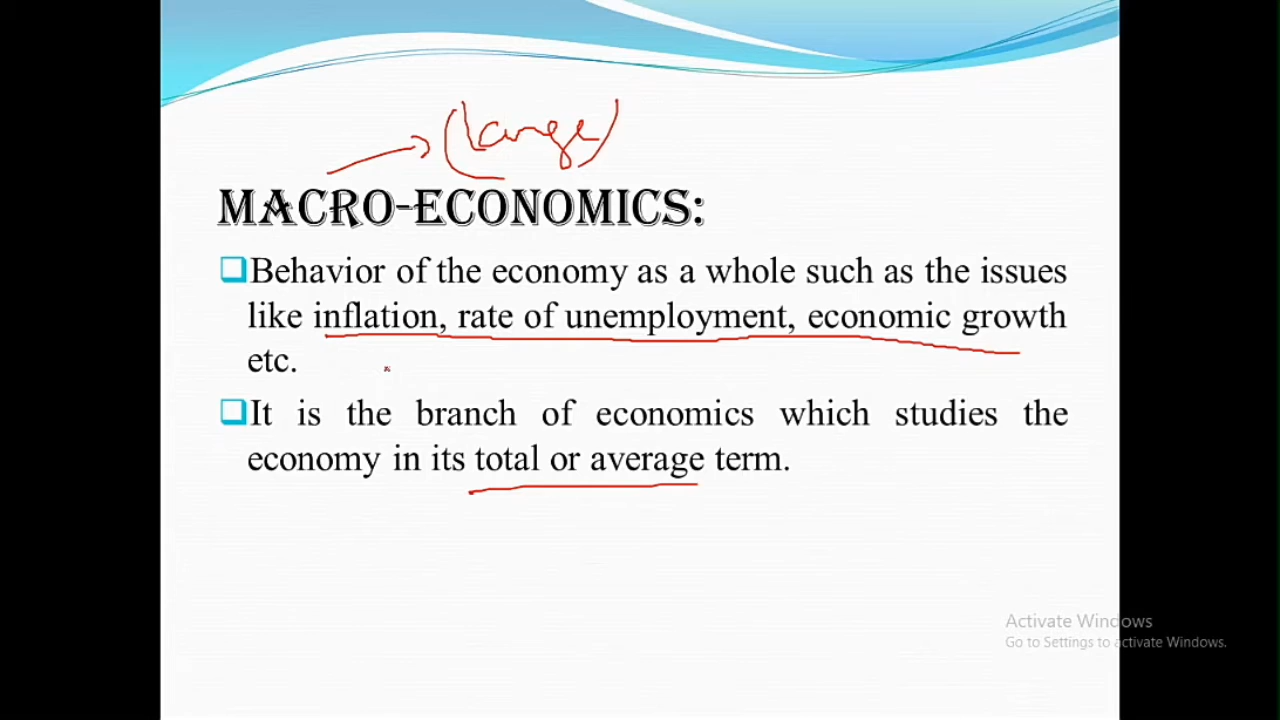 (large)
MACRO-ECONOMICS:
Behavior of the economy as a whole such as the issues
like inflation, rate of unemployment, economic growth
etc.
It is the branch of economics which studies the
economy in its total or average term.
Activate Windows
Go to Settings to activate Windows.